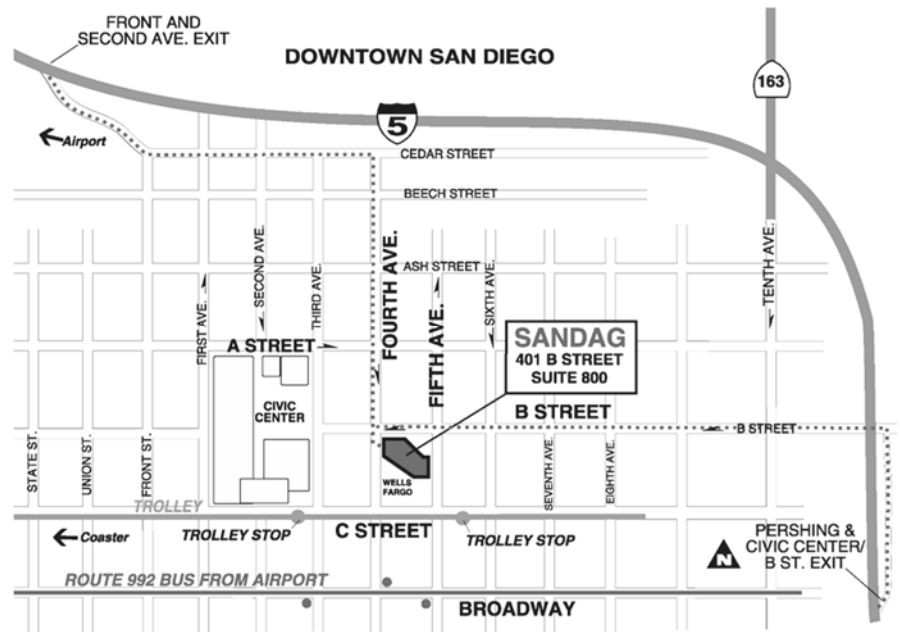 FRONT AND
SECOND AVE. EXIT
DOWNTOWN SAN DIEGO
163
5
Airport
CEDAR STREET
BEECH STREET
ASH STREET
FIRST AVE.
SECOND AVE.
THIRD AVE.
FOURTH AVE.
FIFTH AVE.
SIXTH AVE.
TENTH AVE.
A STREET
SANDAG
401 B STREET
SUITE 800
CIVIC
CENTER
B STREET
B STREET
STATE ST.
UNION ST.
FRONT ST.
WELLS
FARGO
SEVENTH AVE.
EIGHTH AVE.
TROLLEY
Coaster
TROLLEY STOP
C STREET
TROLLEY STOP
PERSHING &
CIVIC CENTER/
B ST. EXIT
N
ROUTE 992 BUS FROM AIRPORT
BROADWAY